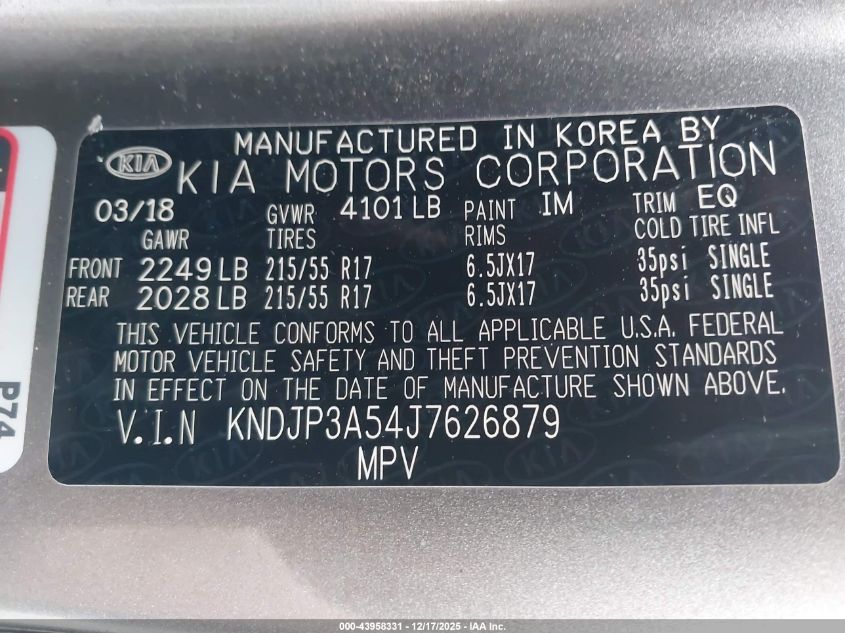 MANUFACTURED IN KOREA BY
KIA KIA MOTORS CORPORATION
03/18 GVWR 4101 LB PAINT IM TRIM EQ
GAWR TIRES RIMS COLD TIRE INFL
FRONT 2249 LB 215/55 R17 6.5JX17 35psi SINGLE
REAR 2028 LB 215/55 R17 6.5JX17 35psi SINGLE
THIS VEHICLE CONFORMS TO ALL APPLICABLE U.S.A. FEDERAL
MOTOR VEHICLE SAFETY AND THEFT PREVENTION STANDARDS
IN EFFECT ON THE DATE OF MANUFACTURE SHOWN ABOVE.
V.I.N KNDJP3A54J7626879
MPV
P74
000-43958331 - 12/17/2025 - IAA Inc.